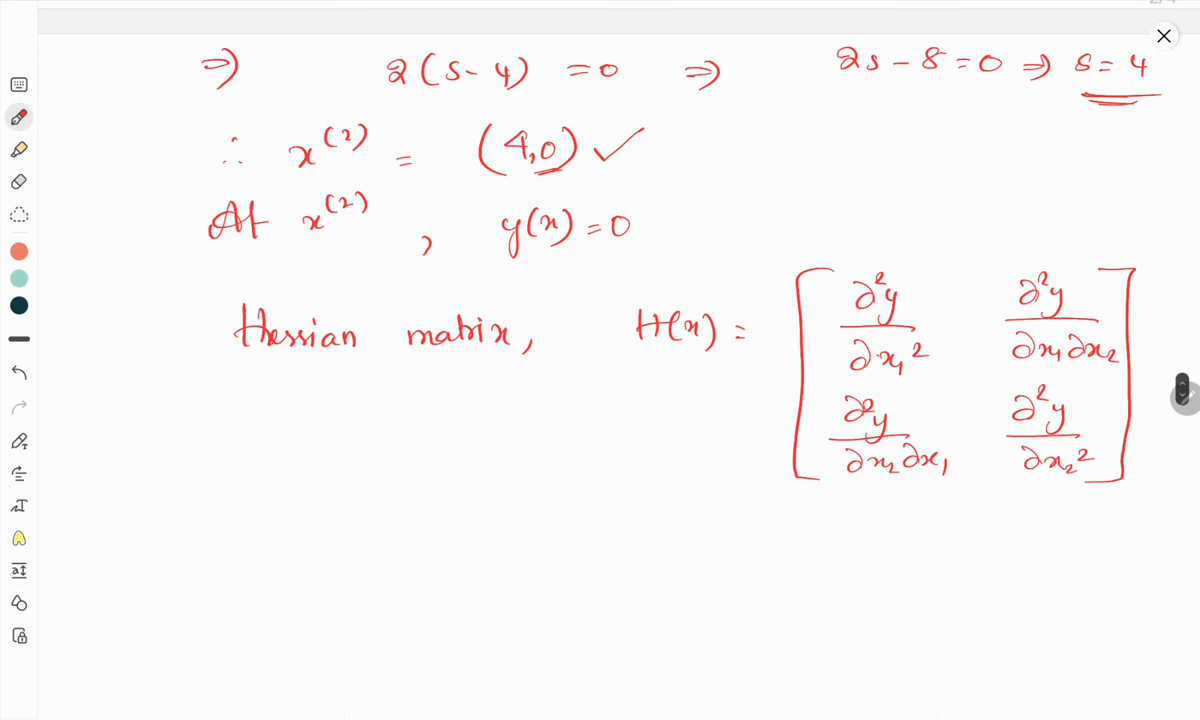 ⇒ 2(s-4) = 0 ⇒ 2s - 8 = 0 ⇒ s = 4
∴ x^(2) = (4,0) ✓
At x^(2), y(x) = 0
Hessian matrix, H(x) = [ ∂²y/∂x₁² ∂²y/∂x₁∂x₂
∂²y/∂x₂∂x₁ ∂²y/∂x₂² ]